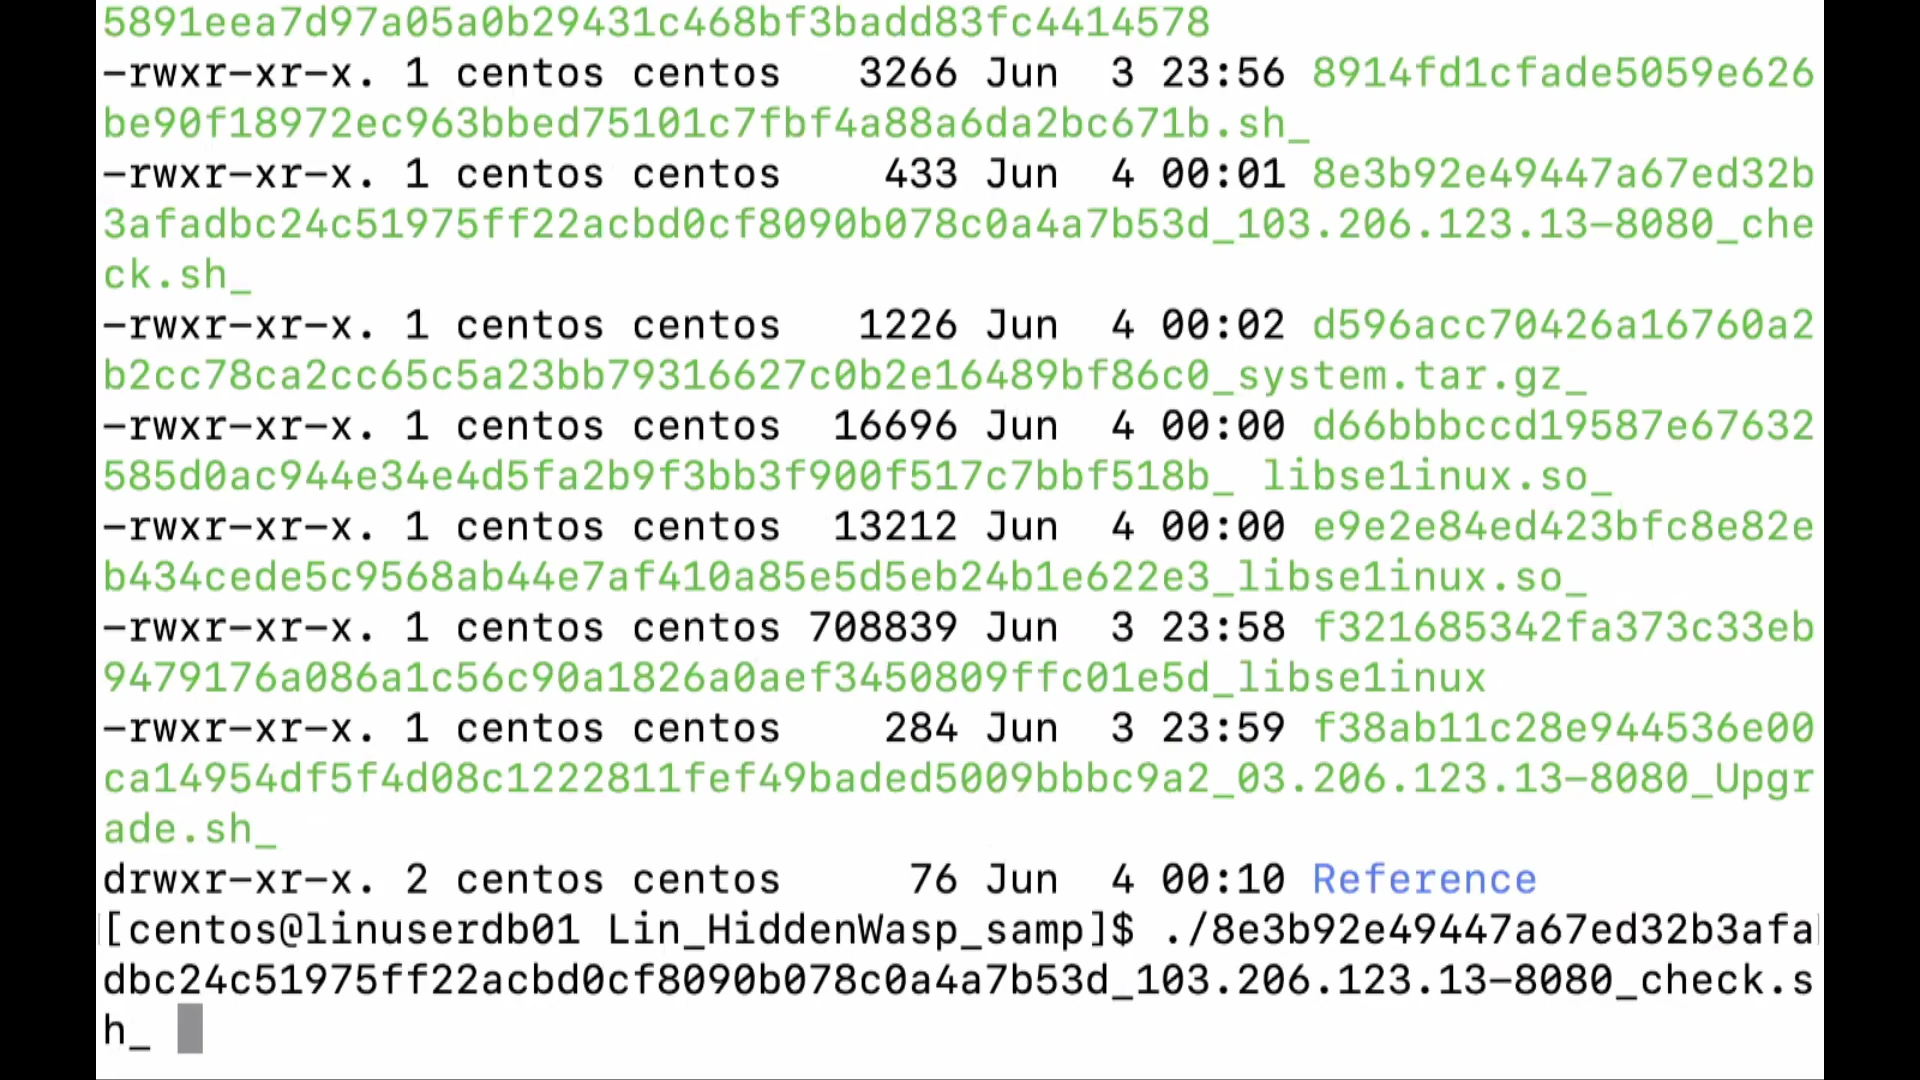 5891eea7d97a05a0b29431c468bf3badd83fc4414578
-rwxr-xr-x. 1 centos centos   3266 Jun  3 23:56 8914fd1cfade5059e626
be90f18972ec963bbed75101c7fbf4a88a6da2bc671b.sh_
-rwxr-xr-x. 1 centos centos    433 Jun  4 00:01 8e3b92e49447a67ed32b
3afadbc24c51975ff22acbd0cf8090b078c0a4a7b53d_103.206.123.13-8080_che
ck.sh_
-rwxr-xr-x. 1 centos centos   1226 Jun  4 00:02 d596acc70426a16760a2
b2cc78ca2cc65c5a23bb79316627c0b2e16489bf86c0_system.tar.gz_
-rwxr-xr-x. 1 centos centos  16696 Jun  4 00:00 d66bbbccd19587e67632
585d0ac944e34e4d5fa2b9f3bb3f900f517c7bbf518b_ libse1inux.so_
-rwxr-xr-x. 1 centos centos  13212 Jun  4 00:00 e9e2e84ed423bfc8e82e
b434cede5c9568ab44e7af410a85e5d5eb24b1e622e3_libse1inux.so_
-rwxr-xr-x. 1 centos centos 708839 Jun  3 23:58 f321685342fa373c33eb
9479176a086a1c56c90a1826a0aef3450809ffc01e5d_libse1inux
-rwxr-xr-x. 1 centos centos    284 Jun  3 23:59 f38ab11c28e944536e00
ca14954df5f4d08c1222811fef49baded5009bbbc9a2_03.206.123.13-8080_Upgr
ade.sh_
drwxr-xr-x. 2 centos centos     76 Jun  4 00:10 Reference
[centos@linuserdb01 Lin_HiddenWasp_samp]$ ./8e3b92e49447a67ed32b3afa
dbc24c51975ff22acbd0cf8090b078c0a4a7b53d_103.206.123.13-8080_check.s
h_